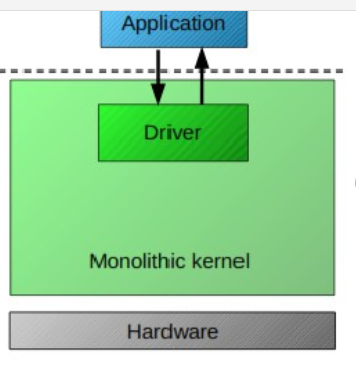 Application
Driver
Monolithic kernel
Hardware